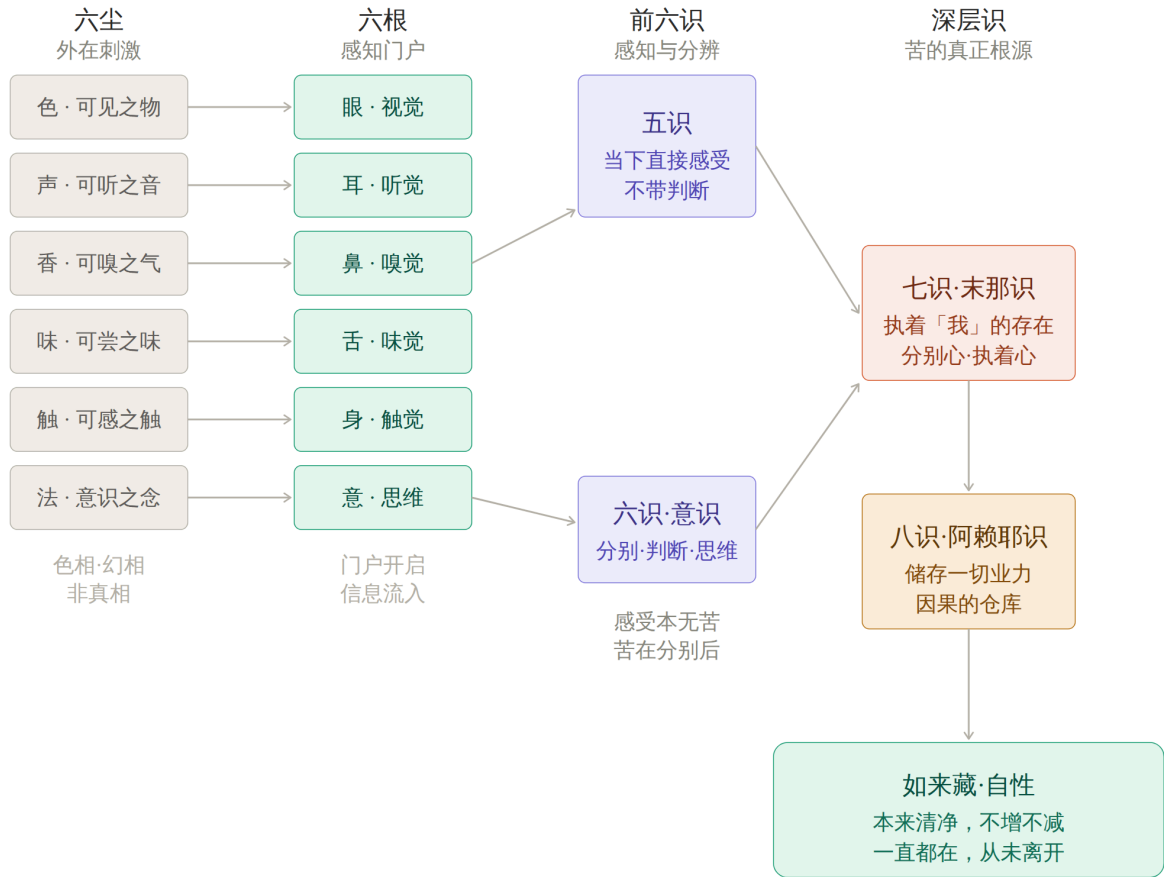 六尘
外在刺激
色 · 可见之物
声 · 可听之音
香 · 可嗅之气
味 · 可尝之味
触 · 可感之触
法 · 意识之念
色相·幻相
非真相
六根
感知门户
眼 · 视觉
耳 · 听觉
鼻 · 嗅觉
舌 · 味觉
身 · 触觉
意 · 思维
门户开启
信息流入
前六识
感知与分辨
五识
当下直接感受
不带判断
六识·意识
分别·判断·思维
感受本无苦
苦在分别后
深层识
苦的真正根源
七识·末那识
执着「我」的存在
分别心·执着心
八识·阿赖耶识
储存一切业力
因果的仓库
如来藏·自性
本来清净，不增不减
一直都在，从未离开